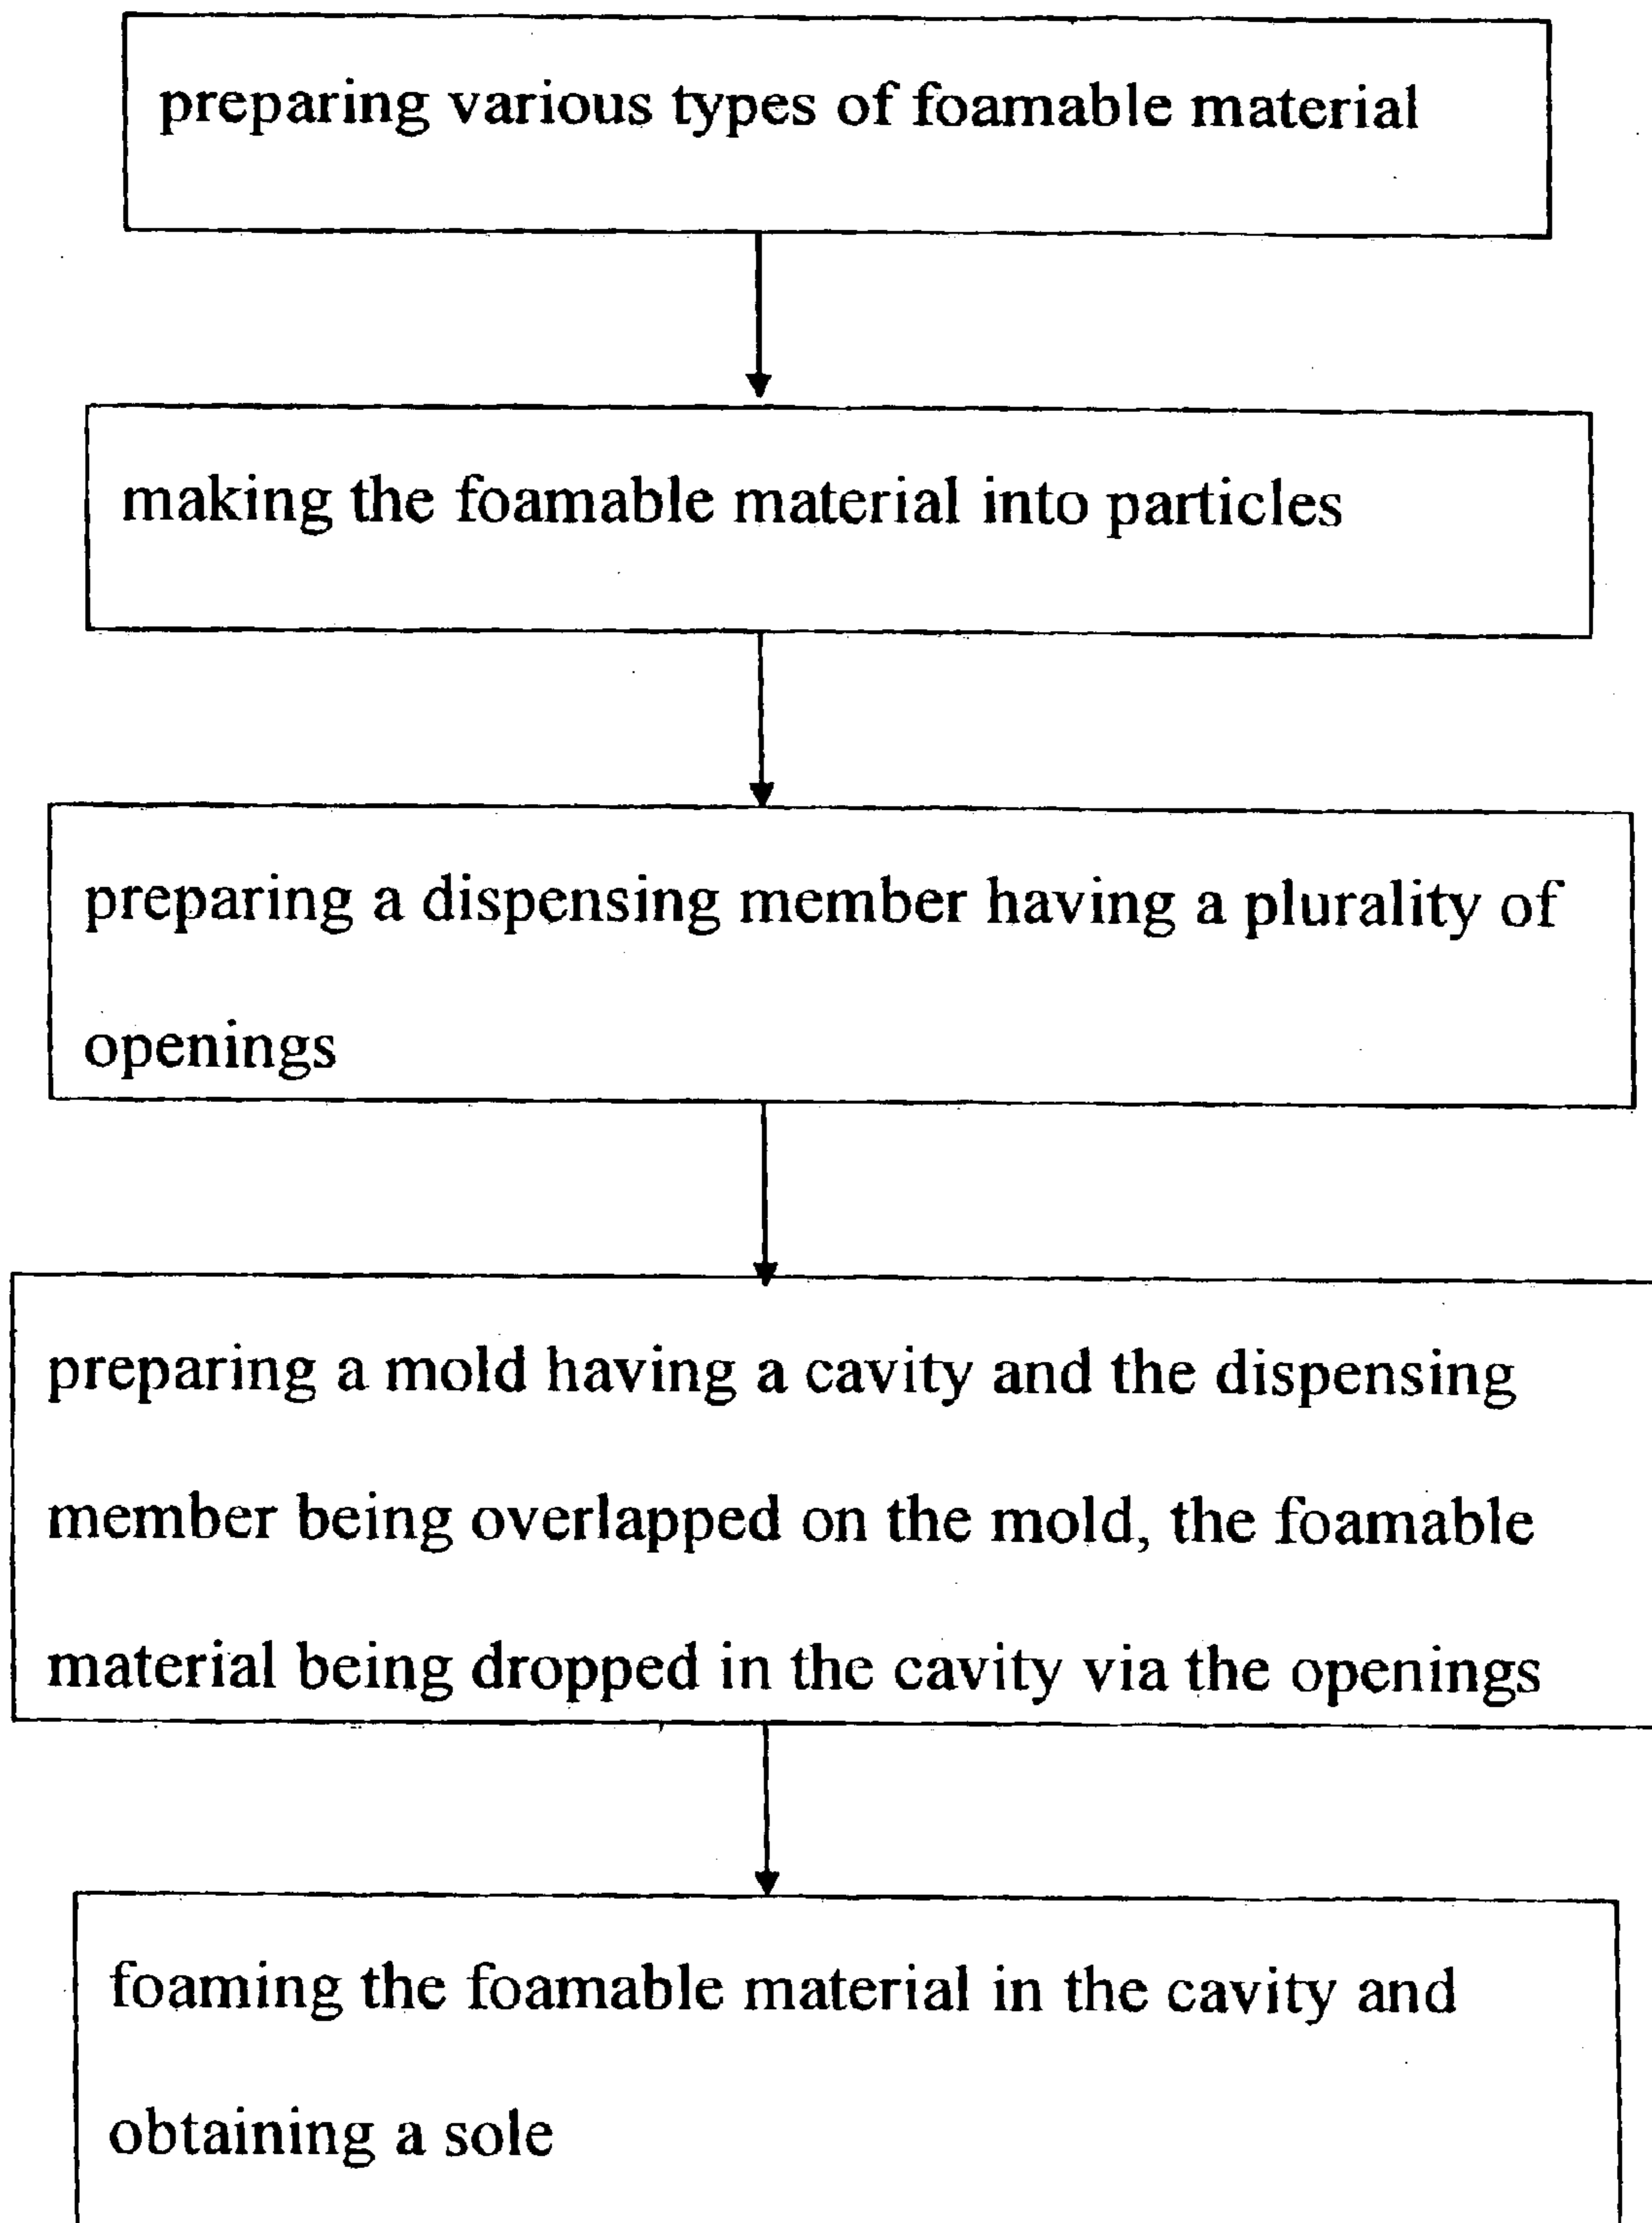 preparing various types of foamable material
making the foamable material into particles
preparing a dispensing member having a plurality of
openings
preparing a mold having a cavity and the dispensing
member being overlapped on the mold, the foamable
material being dropped in the cavity via the openings
foaming the foamable material in the cavity and
obtaining a sole